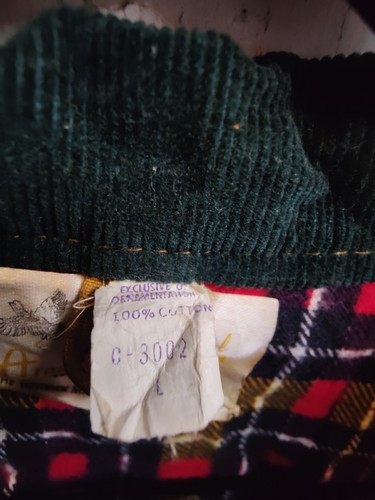 EXCLUSIVE OF
ORNAMENTATION
100% COTTON
C-3002
L